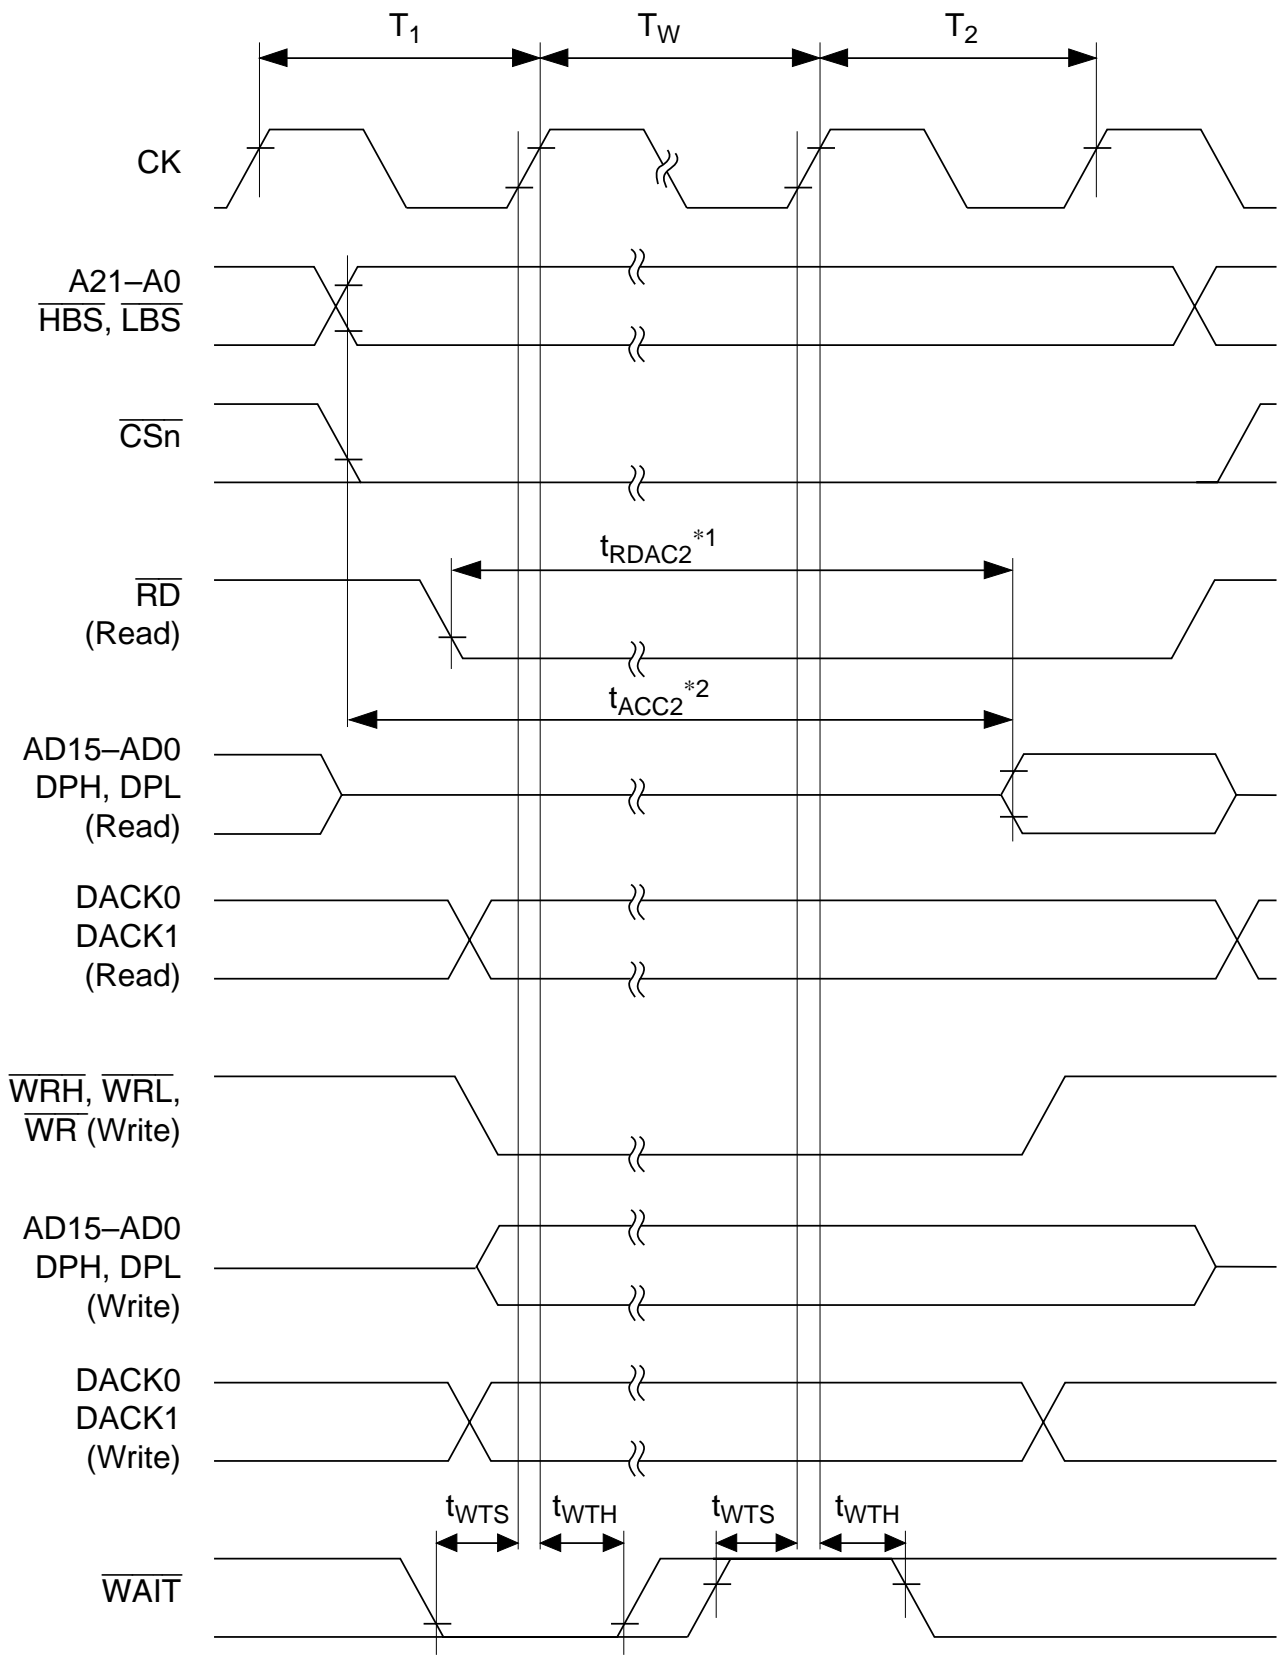 T1 TW T2
CK
A21–A0
HBS, LBS
CSn
tRDAC2*1
RD
(Read)
tACC2*2
AD15–AD0
DPH, DPL
(Read)
DACK0
DACK1
(Read)
WRH, WRL,
WR (Write)
AD15–AD0
DPH, DPL
(Write)
DACK0
DACK1
(Write)
tWTS tWTH tWTS tWTH
WAIT